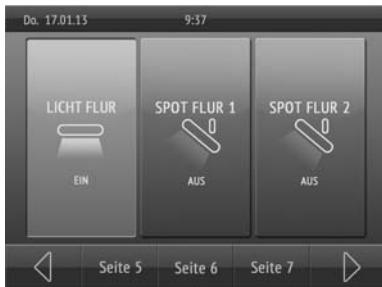 Do. 17.01.13 9:37
LICHT FLUR SPOT FLUR 1 SPOT FLUR 2
EIN AUS AUS
Seite 5 Seite 6 Seite 7